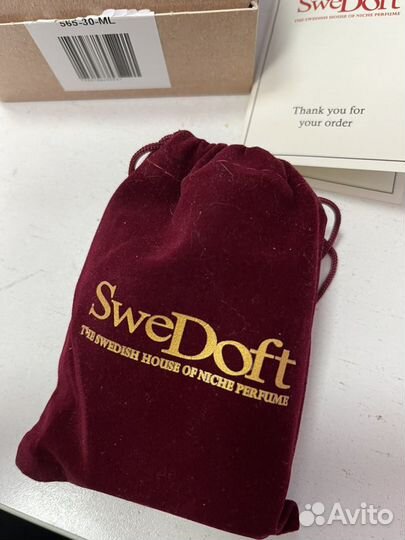 565-30-ML
SWEDOFT
THE SWEDISH HOUSE OF NICHE PERFUME
Thank you for
your order
SWEDOFT
THE SWEDISH HOUSE OF NICHE PERFUME
Avito